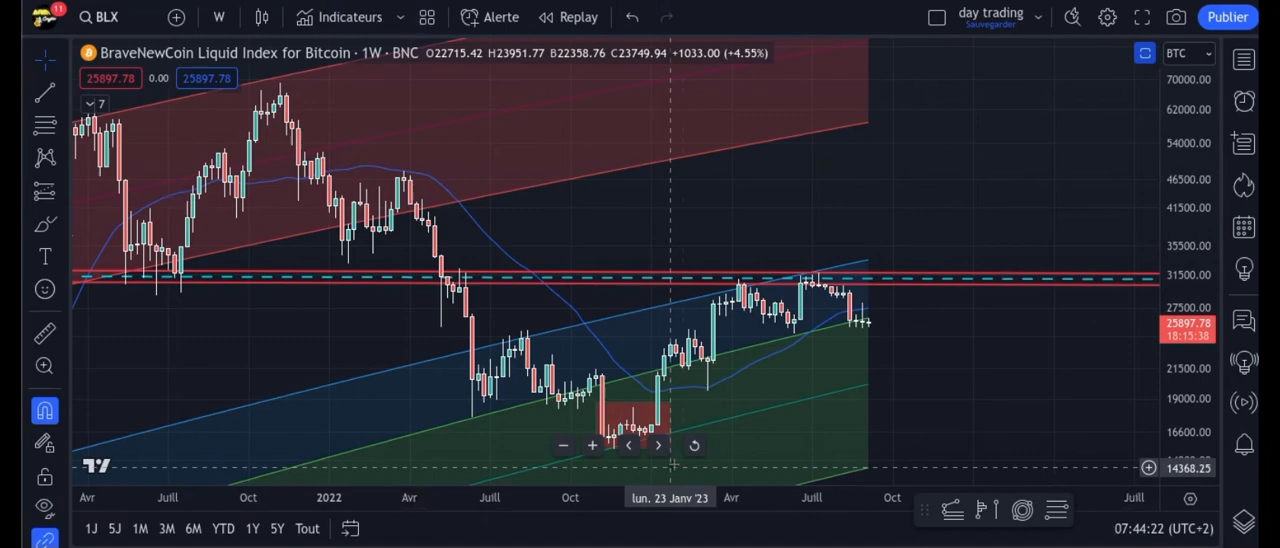 11
BLX
W
Indicateurs
Alerte
Replay
day trading
Sauvegarder
Publier
BraveNewCoin Liquid Index for Bitcoin · 1W · BNC O22715.42 H23951.77 B22358.76 C23749.94 +1033.00 (+4.55%)
BTC
25897.78 0.00 25897.78
7
70000.00
62000.00
54000.00
46500.00
41500.00
35500.00
31500.00
27500.00
25897.78
18:15:38
21500.00
19000.00
16600.00
14368.25
Avr Juill Oct 2022 Avr Juill Oct lun. 23 Janv '23 Avr Juill Oct Juill
1J 5J 1M 3M 6M YTD 1Y 5Y Tout
07:44:22 (UTC+2)